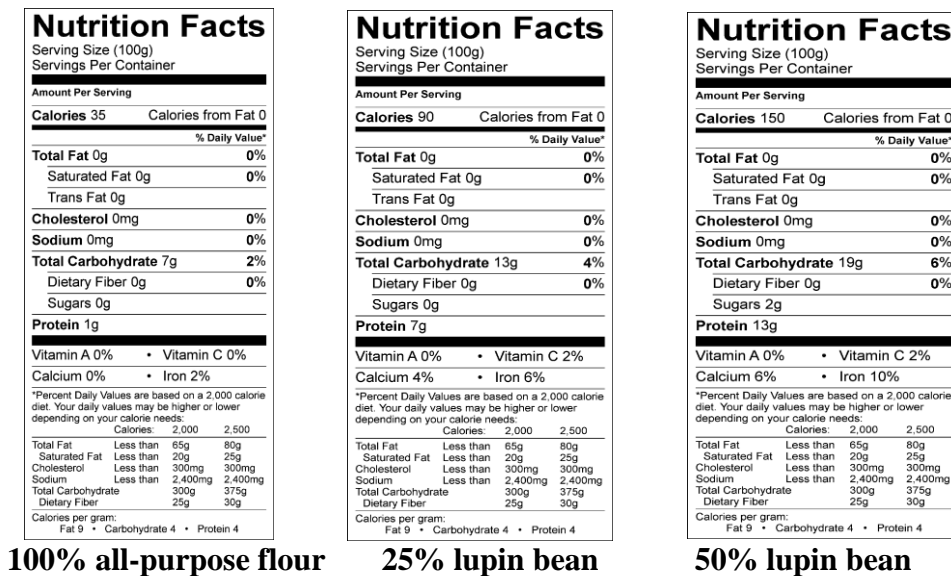 Nutrition Facts
Serving Size (100g)
Servings Per Container
Amount Per Serving
Calories 35 Calories from Fat 0
% Daily Value*
Total Fat 0g 0%
Saturated Fat 0g 0%
Trans Fat 0g
Cholesterol 0mg 0%
Sodium 0mg 0%
Total Carbohydrate 7g 2%
Dietary Fiber 0g 0%
Sugars 0g
Protein 1g
Vitamin A 0% • Vitamin C 0%
Calcium 0% • Iron 2%
*Percent Daily Values are based on a 2,000 calorie
diet. Your daily values may be higher or lower
depending on your calorie needs:
Calories: 2,000 2,500
Total Fat Less than 65g 80g
Saturated Fat Less than 20g 25g
Cholesterol Less than 300mg 300mg
Sodium Less than 2,400mg 2,400mg
Total Carbohydrate 300g 375g
Dietary Fiber 25g 30g
Calories per gram:
Fat 9 • Carbohydrate 4 • Protein 4
100% all-purpose flour
Nutrition Facts
Serving Size (100g)
Servings Per Container
Amount Per Serving
Calories 90 Calories from Fat 0
% Daily Value*
Total Fat 0g 0%
Saturated Fat 0g 0%
Trans Fat 0g
Cholesterol 0mg 0%
Sodium 0mg 0%
Total Carbohydrate 13g 4%
Dietary Fiber 0g 0%
Sugars 0g
Protein 7g
Vitamin A 0% • Vitamin C 2%
Calcium 4% • Iron 6%
*Percent Daily Values are based on a 2,000 calorie
diet. Your daily values may be higher or lower
depending on your calorie needs:
Calories: 2,000 2,500
Total Fat Less than 65g 80g
Saturated Fat Less than 20g 25g
Cholesterol Less than 300mg 300mg
Sodium Less than 2,400mg 2,400mg
Total Carbohydrate 300g 375g
Dietary Fiber 25g 30g
Calories per gram:
Fat 9 • Carbohydrate 4 • Protein 4
25% lupin bean
Nutrition Facts
Serving Size (100g)
Servings Per Container
Amount Per Serving
Calories 150 Calories from Fat 0
% Daily Value*
Total Fat 0g 0%
Saturated Fat 0g 0%
Trans Fat 0g
Cholesterol 0mg 0%
Sodium 0mg 0%
Total Carbohydrate 19g 6%
Dietary Fiber 0g 0%
Sugars 2g
Protein 13g
Vitamin A 0% • Vitamin C 2%
Calcium 6% • Iron 10%
*Percent Daily Values are based on a 2,000 calorie
diet. Your daily values may be higher or lower
depending on your calorie needs:
Calories: 2,000 2,500
Total Fat Less than 65g 80g
Saturated Fat Less than 20g 25g
Cholesterol Less than 300mg 300mg
Sodium Less than 2,400mg 2,400mg
Total Carbohydrate 300g 375g
Dietary Fiber 25g 30g
Calories per gram:
Fat 9 • Carbohydrate 4 • Protein 4
50% lupin bean